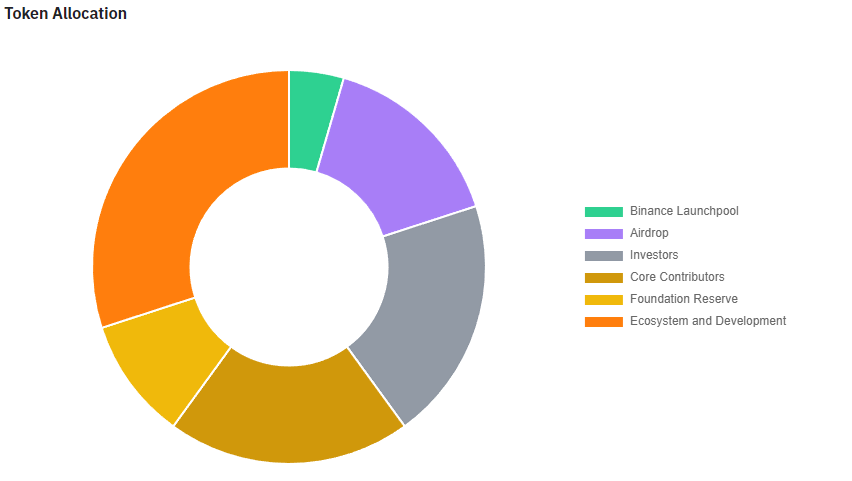 Token Allocation
Binance Launchpool
Airdrop
Investors
Core Contributors
Foundation Reserve
Ecosystem and Development